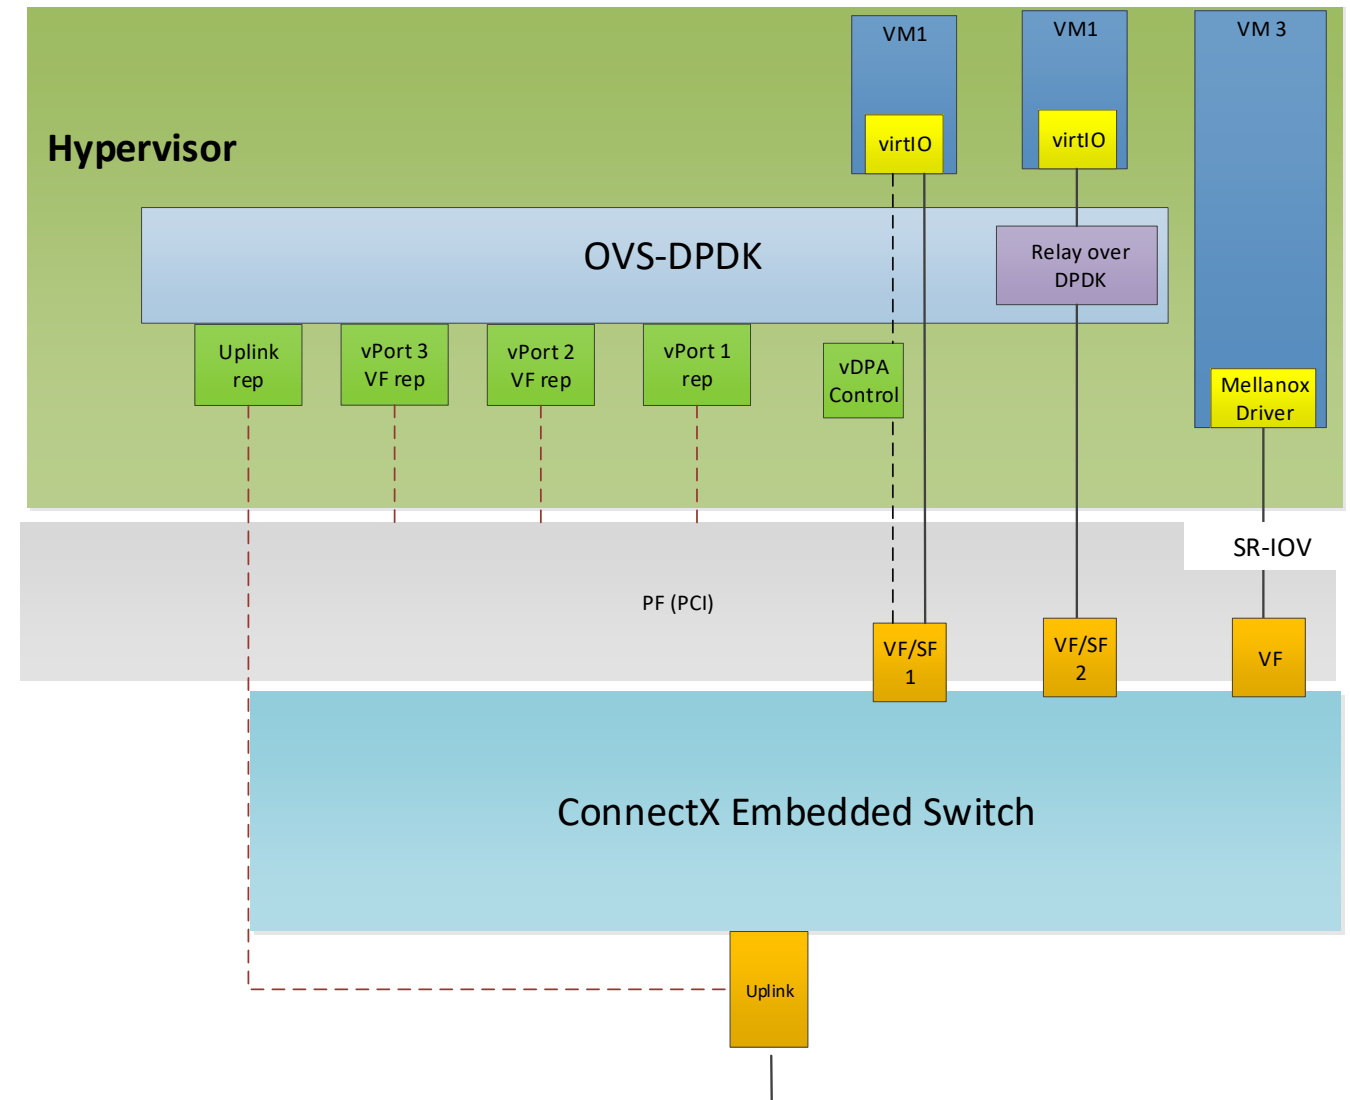 VM1
VM1
VM 3
Hypervisor
virtIO
virtIO
OVS-DPDK
Relay over
DPDK
Uplink
rep
vPort 3
VF rep
vPort 2
VF rep
vPort 1
rep
vDPA
Control
Mellanox
Driver
SR-IOV
PF (PCI)
VF/SF
1
VF/SF
2
VF
ConnectX Embedded Switch
Uplink